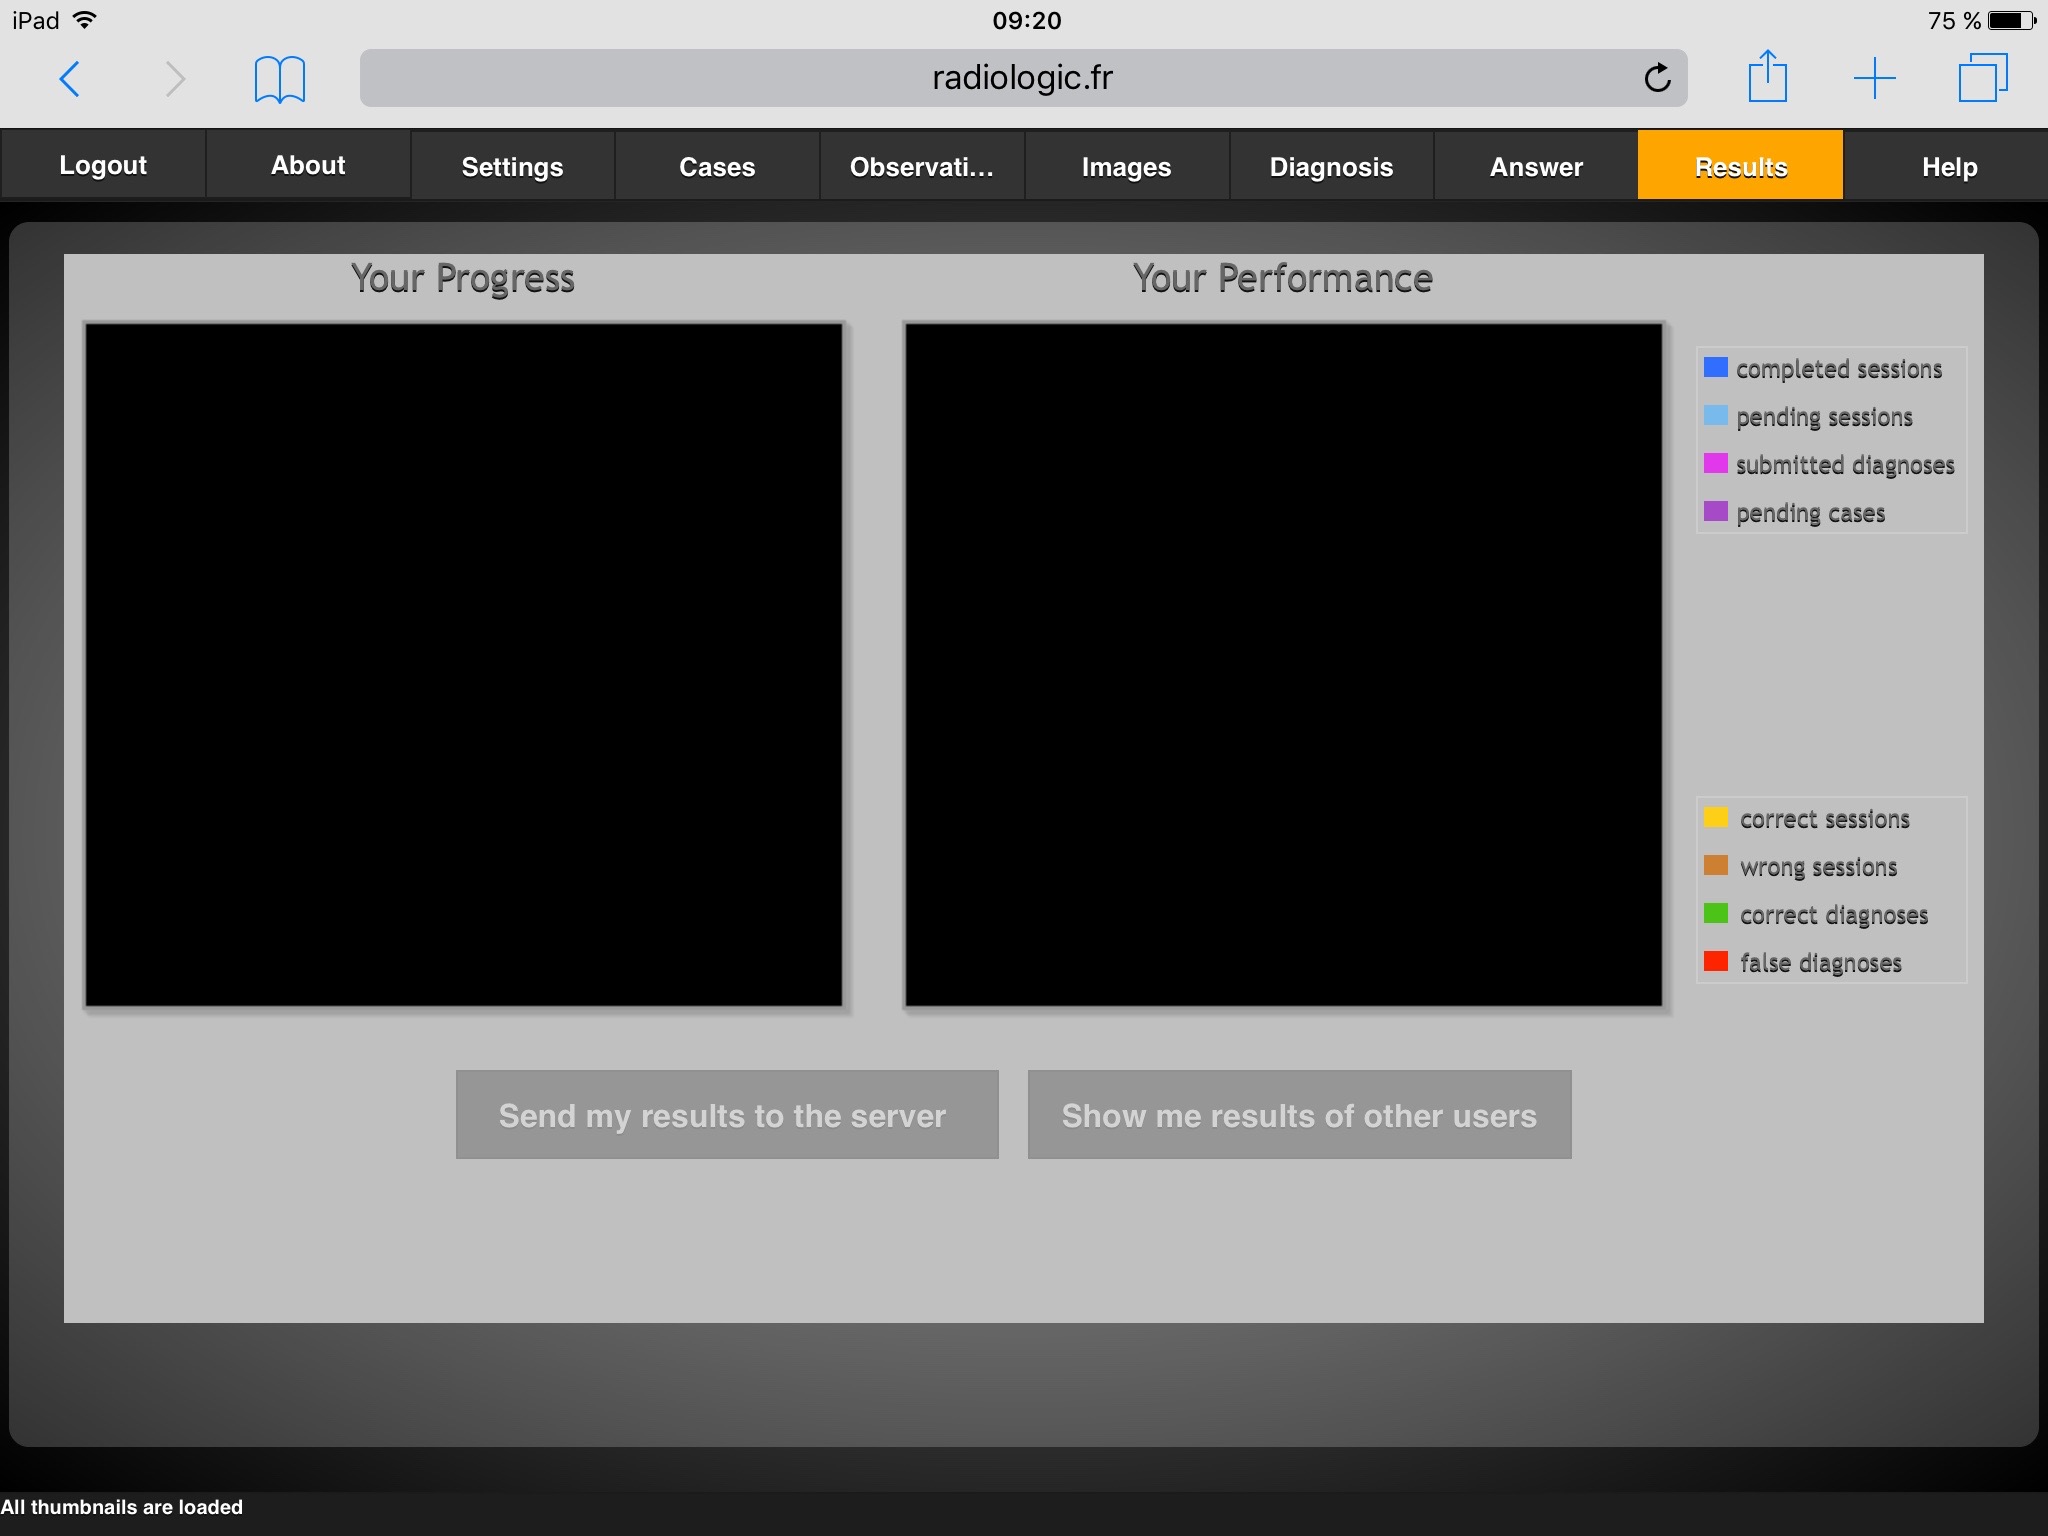 iPad 09:20 75 %
radiologic.fr
Logout About Settings Cases Observati... Images Diagnosis Answer Results Help
Your Progress Your Performance
completed sessions
pending sessions
submitted diagnoses
pending cases
correct sessions
wrong sessions
correct diagnoses
false diagnoses
Send my results to the server Show me results of other users
All thumbnails are loaded